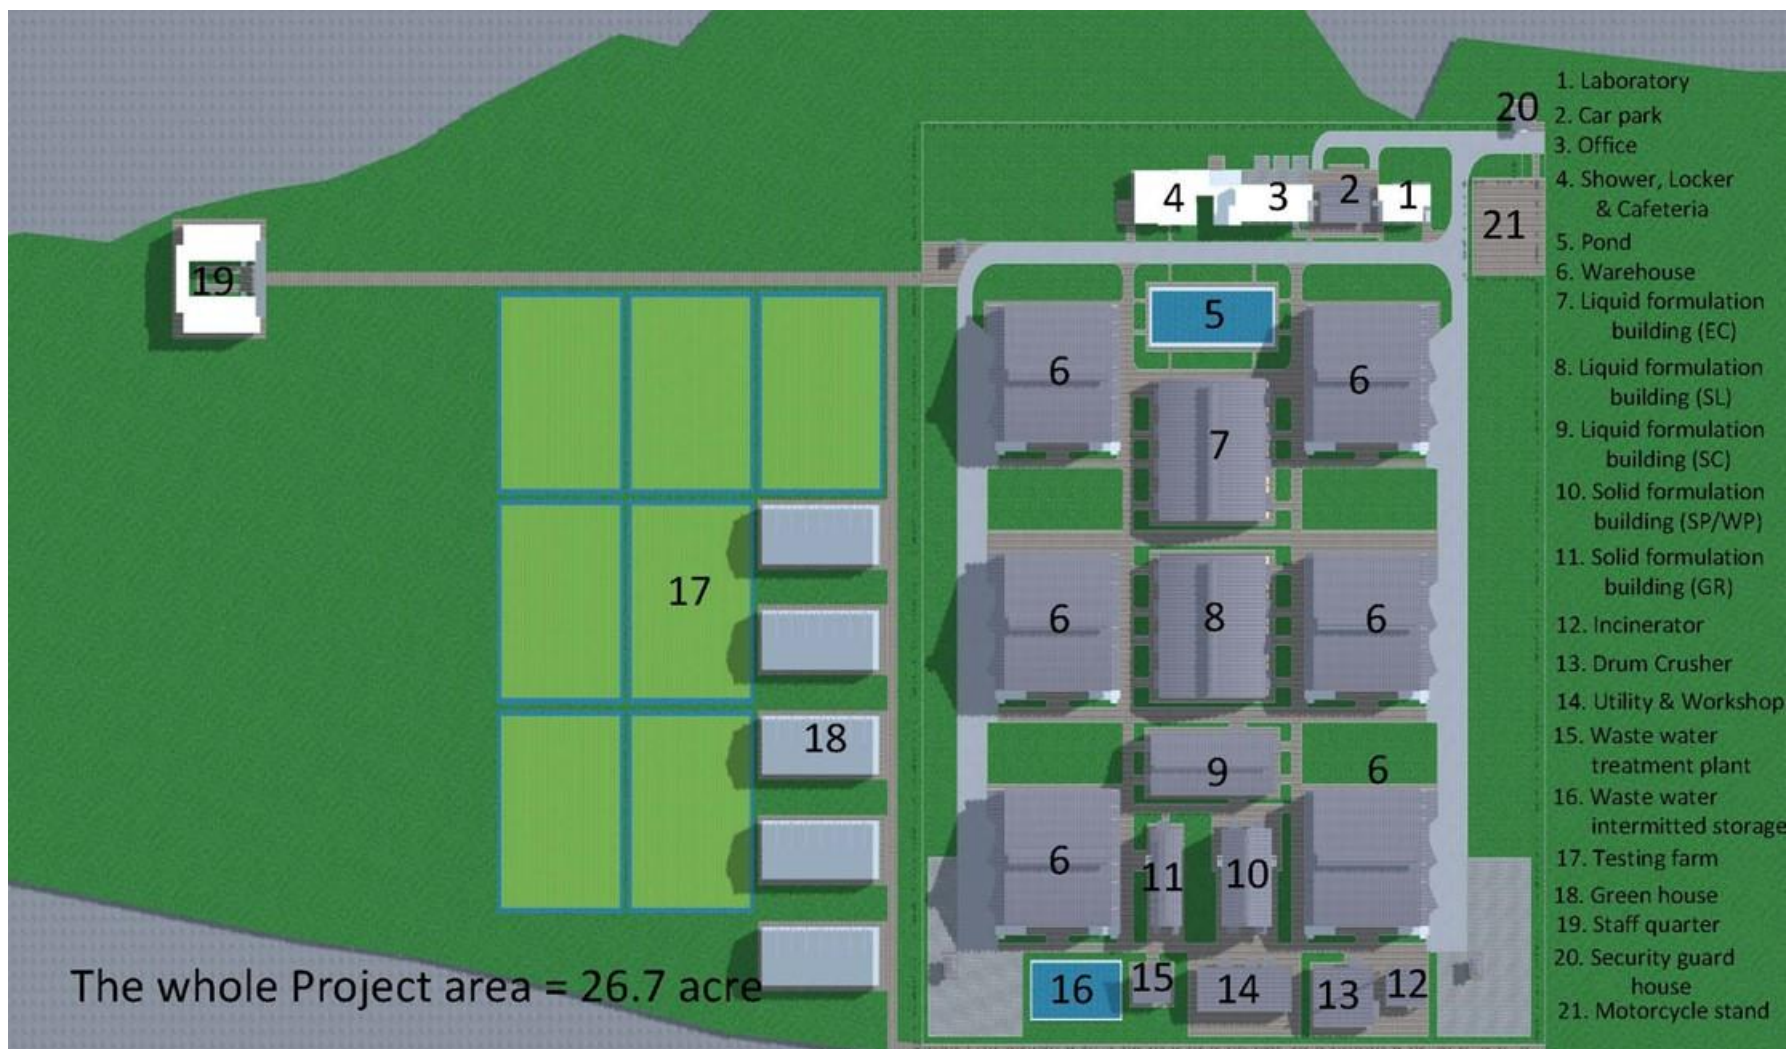 20
4
3
2
1
21
19
5
6
6
7
17
6
8
6
18
9
6
6
11
10
16
15
14
13
12
The whole Project area = 26.7 acre
1. Laboratory
2. Car park
3. Office
4. Shower, Locker
& Cafeteria
5. Pond
6. Warehouse
7. Liquid formulation
building (EC)
8. Liquid formulation
building (SL)
9. Liquid formulation
building (SC)
10. Solid formulation
building (SP/WP)
11. Solid formulation
building (GR)
12. Incinerator
13. Drum Crusher
14. Utility & Workshop
15. Waste water
treatment plant
16. Waste water
intermitted storage
17. Testing farm
18. Green house
19. Staff quarter
20. Security guard
house
21. Motorcycle stand